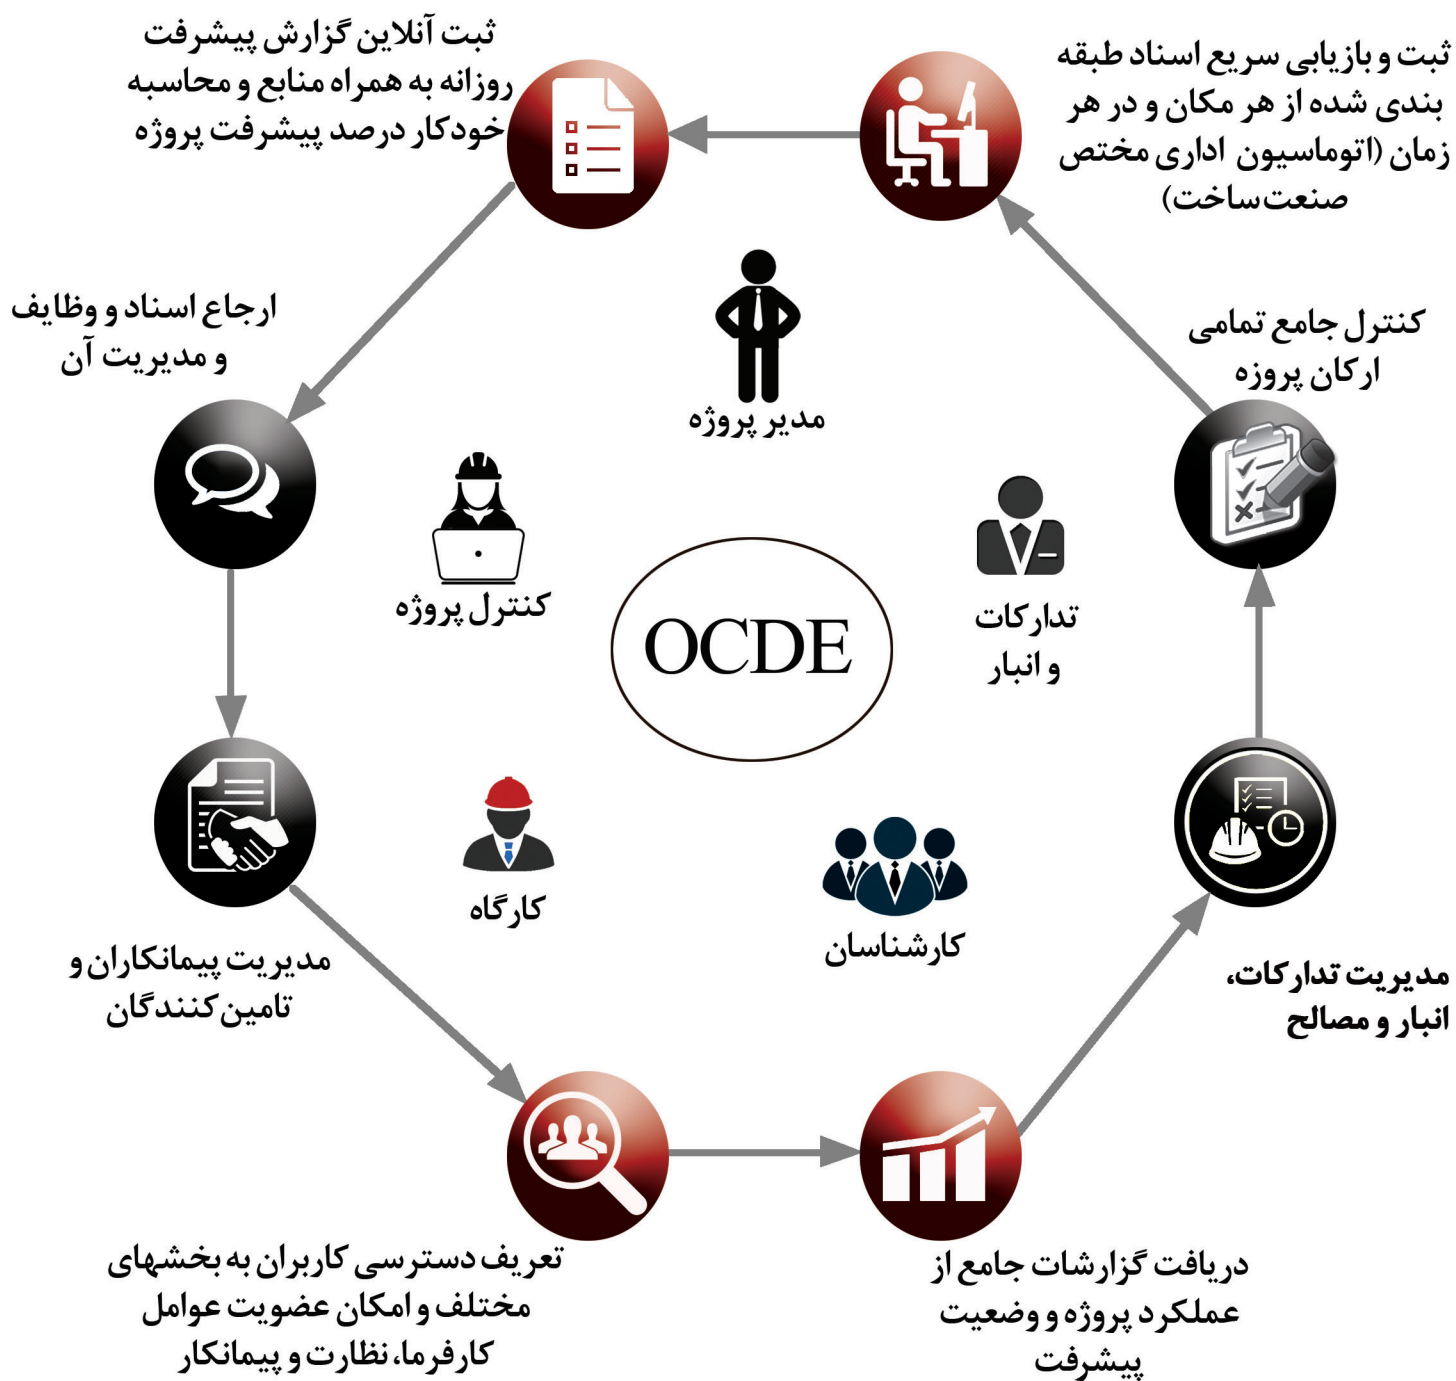 ثبت و بازیابی سریع اسناد طبقه
بندی شده از هر مکان و در هر
زمان (اتوماسیون اداری مختص
صنعت‌ساخت)
ثبت آنلاین گزارش پیشرفت
روزانه به همراه منابع و محاسبه
خودکار درصد پیشرفت پروژه
ارجاع اسناد و وظایف
و مدیریت آن
کنترل جامع تمامی
ارکان پروزه
مدیر پروژه
کنترل پروژه
تدارکات
و انبار
OCDE
کارگاه
کارشناسان
مدیریت پیمانکاران و
تامین‌کنندگان
مدیریت تدارکات،
انبار و مصالح
تعریف دسترسی کاربران به بخشهای
مختلف و امکان عضویت عوامل
کارفرما، نظارت و پیمانکار
دریافت گزارشات جامع از
عملکرد پروژه و وضعیت
پیشرفت